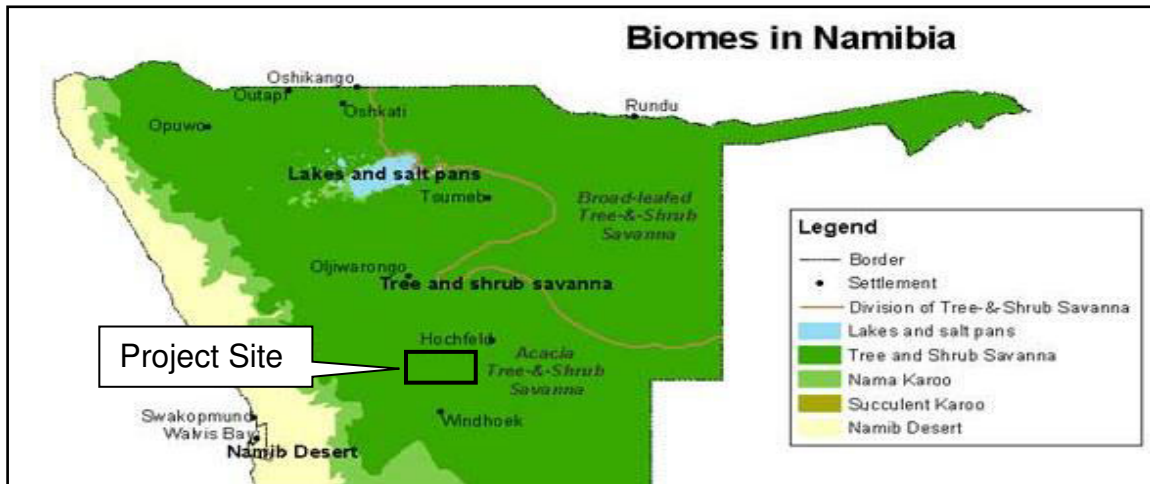 Biomes in Namibia
Oshikango
Outapi
Oshkati
Rundu
Opuwo
Lakes and salt pans
Tsumeb
Broad-leafed
Tree-&-Shrub
Savanna
Otjiwarongo
Tree and shrub savanna
Hochfeld
Project Site
Acacia
Tree-&-Shrub
Savanna
Swakopmund
Walvis Bay
Windhoek
Namib Desert
Legend
Border
Settlement
Division of Tree-&-Shrub Savanna
Lakes and salt pans
Tree and Shrub Savanna
Nama Karoo
Succulent Karoo
Namib Desert